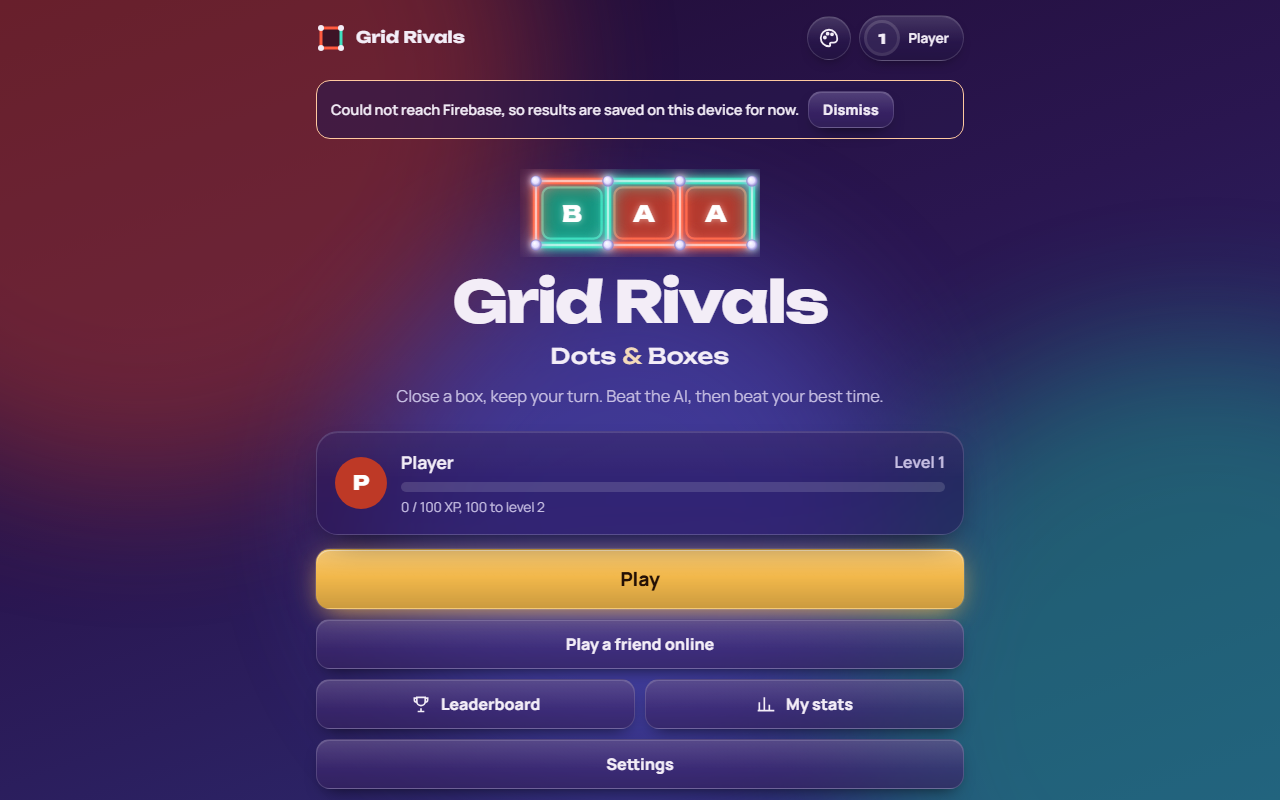 Grid Rivals
1 Player
Could not reach Firebase, so results are saved on this device for now. Dismiss
B A A
Grid Rivals
Dots & Boxes
Close a box, keep your turn. Beat the AI, then beat your best time.
P
Player Level 1
0 / 100 XP, 100 to level 2
Play
Play a friend online
Leaderboard My stats
Settings